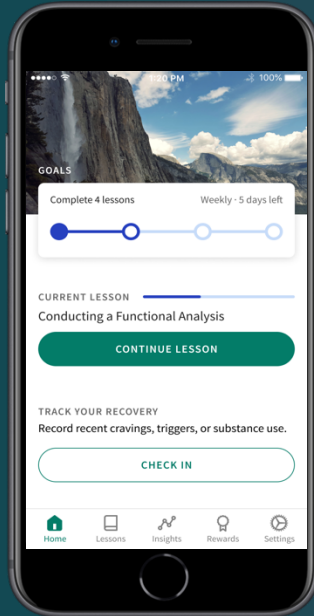 1:20 PM 100%
GOALS
Complete 4 lessons Weekly · 5 days left
CURRENT LESSON
Conducting a Functional Analysis
CONTINUE LESSON
TRACK YOUR RECOVERY
Record recent cravings, triggers, or substance use.
CHECK IN
Home Lessons Insights Rewards Settings